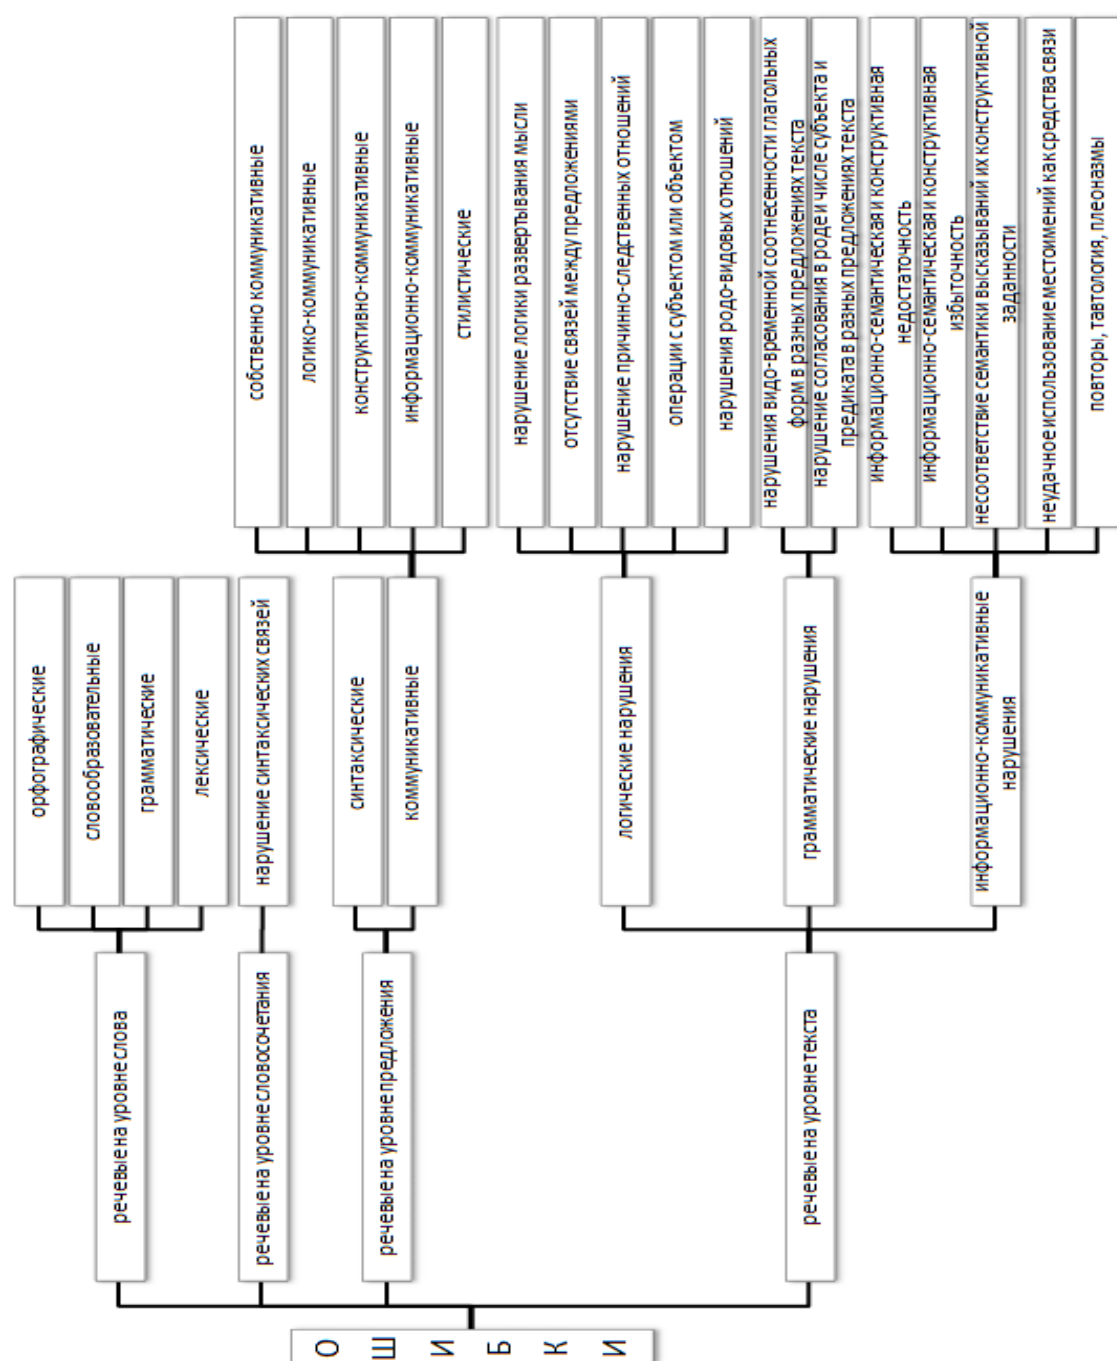 ОШИБКИ
речевые на уровне слова
орфографические
словообразовательные
грамматические
лексические
речевые на уровне словосочетания
нарушение синтаксических связей
речевые на уровне предложения
синтаксические
коммуникативные
собственно коммуникативные
логико-коммуникативные
конструктивно-коммуникативные
информационно-коммуникативные
стилистические
речевые на уровне текста
логические нарушения
нарушение логики развертывания мысли
отсутствие связей между предложениями
нарушение причинно-следственных отношений
операции с субъектом или объектом
нарушения родо-видовых отношений
грамматические нарушения
нарушения видо-временной соотнесенности глагольных
форм в разных предложениях текста
нарушение согласования в роде и числе субъекта и
предиката в разных предложениях текста
информационно-коммуникативные
нарушения
информационно-семантическая и конструктивная
недостаточность
информационно-семантическая и конструктивная
избыточность
несоответствие семантики высказываний их конструктивной
заданности
неудачное использование местоимений как средства связи
повторы, тавтология, плеоназмы